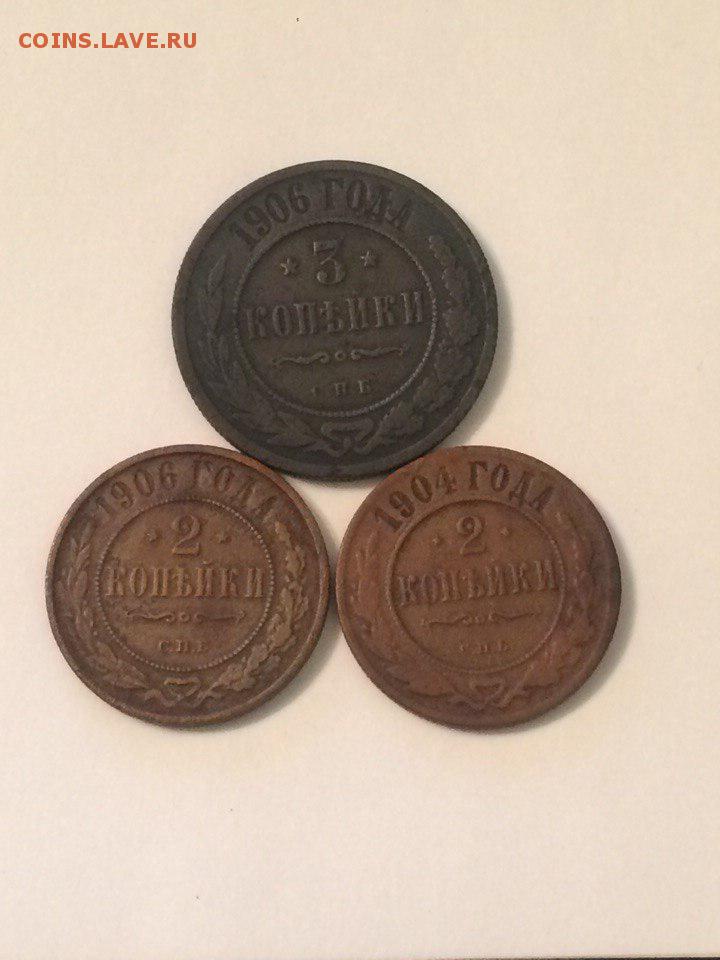 COINS.LAVE.RU
1906 ГОДА
3
КОПѢЙКИ
С.П.Б.
1906 ГОДА
2
КОПѢЙКИ
С.П.Б.
1904 ГОДА
2
КОПѢЙКИ
С.П.Б.